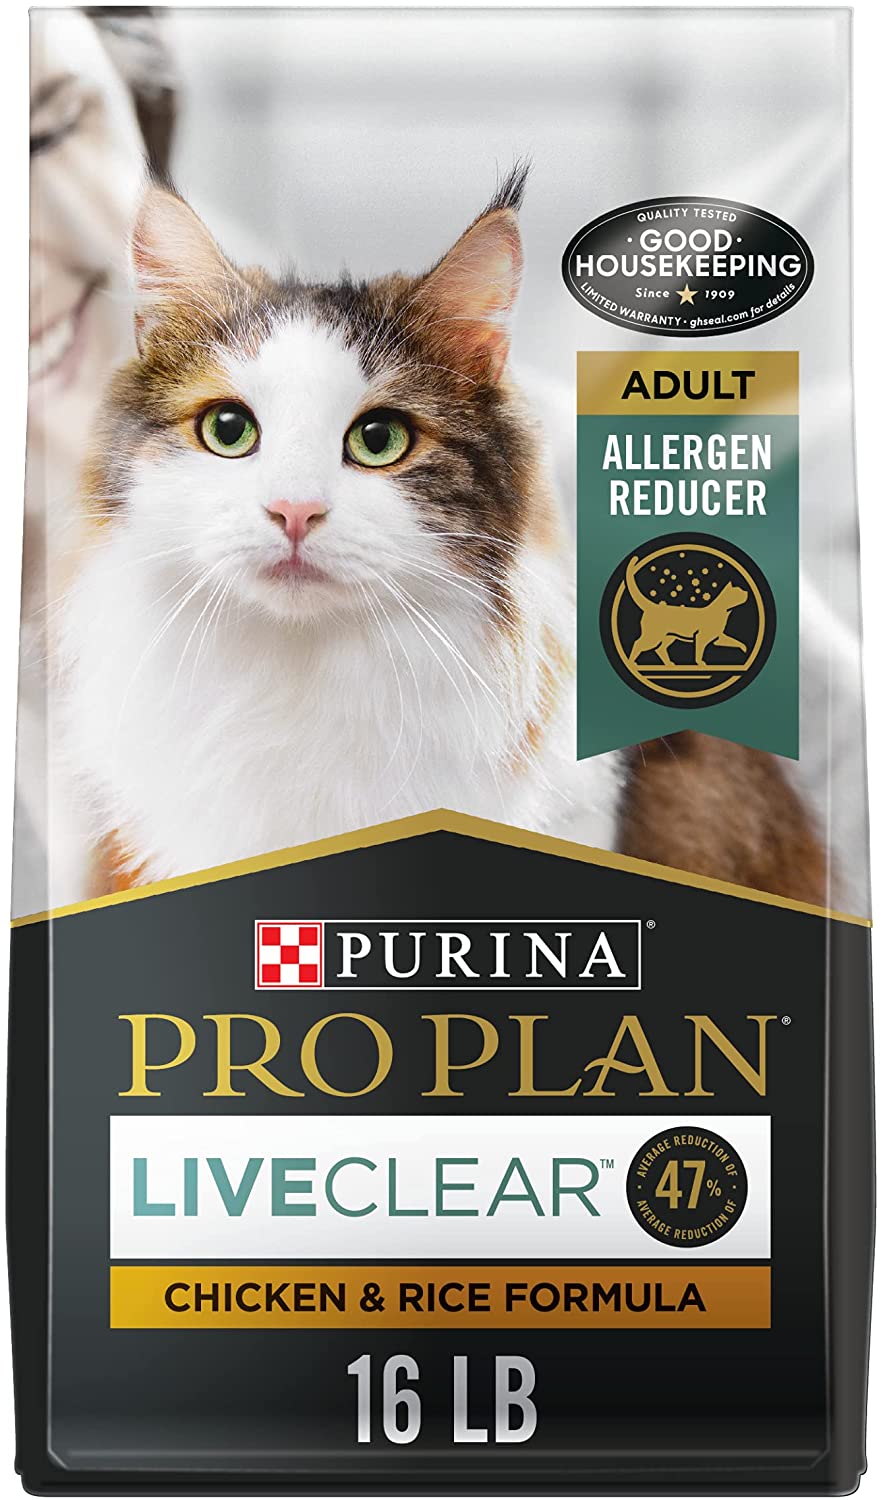 QUALITY TESTED
· GOOD ·
HOUSEKEEPING
Since ★ 1909
LIMITED WARRANTY · ghseal.com for details
ADULT
ALLERGEN
REDUCER
PURINA®
PRO PLAN®
LIVECLEAR™
AVERAGE REDUCTION OF
47%
AVERAGE REDUCTION OF
CHICKEN & RICE FORMULA
16 LB